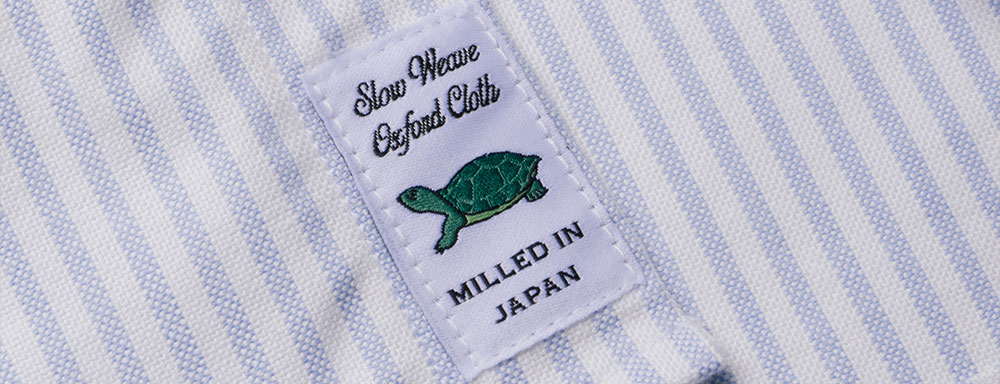 Slow Weave
Oxford Cloth
MILLED IN
JAPAN